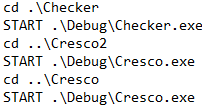 cd .\Checker
START .\Debug\Checker.exe
cd ..\Cresco2
START .\Debug\Cresco.exe
cd ..\Cresco
START .\Debug\Cresco.exe